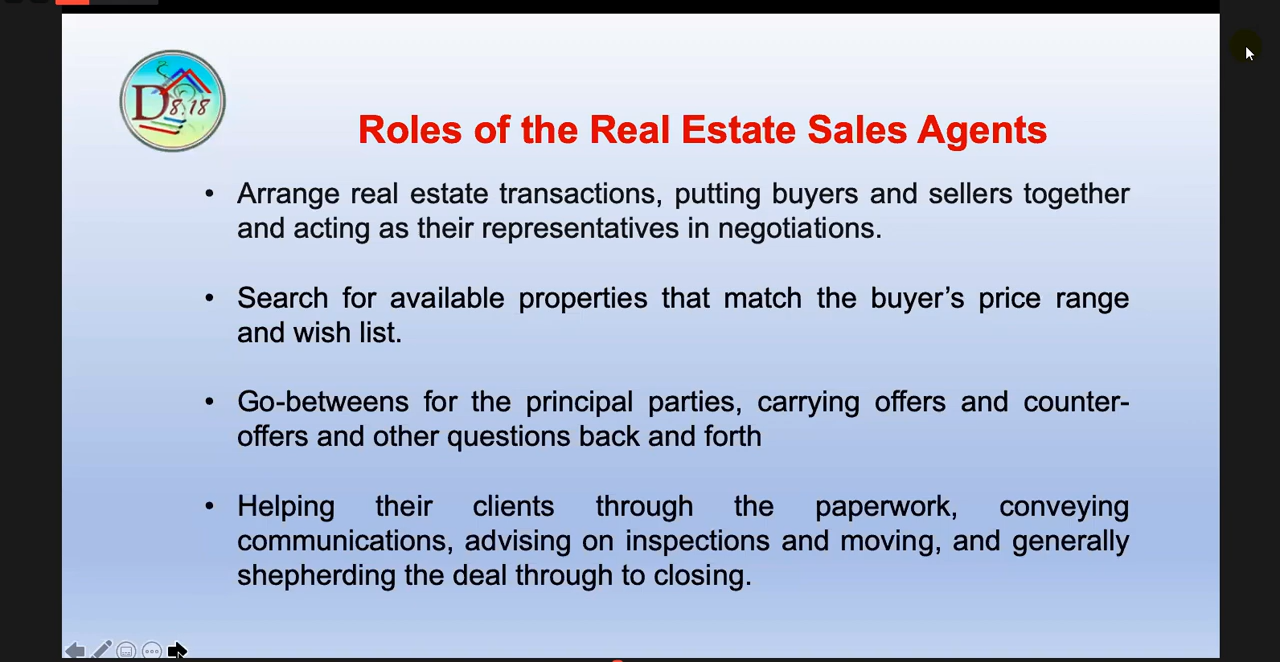 D8.18
Roles of the Real Estate Sales Agents
• Arrange real estate transactions, putting buyers and sellers together
and acting as their representatives in negotiations.
• Search for available properties that match the buyer’s price range
and wish list.
• Go-betweens for the principal parties, carrying offers and counter-
offers and other questions back and forth
• Helping their clients through the paperwork, conveying
communications, advising on inspections and moving, and generally
shepherding the deal through to closing.